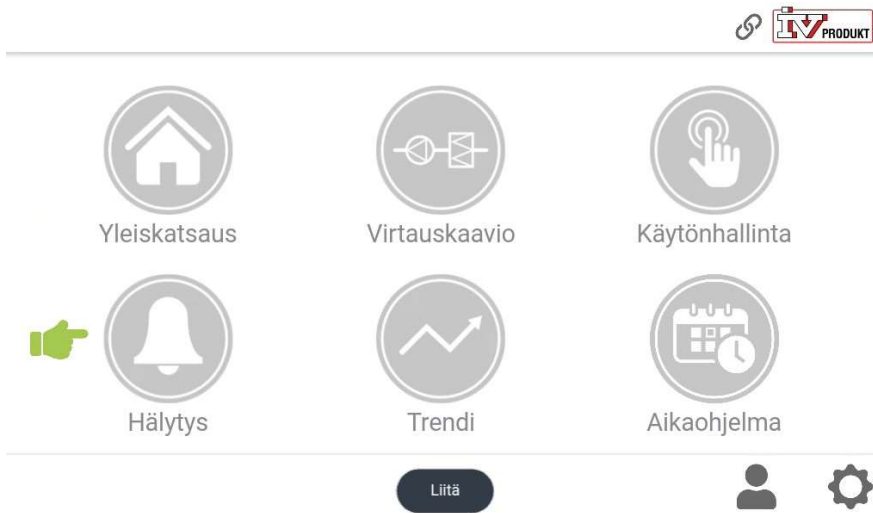 IV PRODUKT
Yleiskatsaus
Virtauskaavio
Käytönhallinta
Hälytys
Trendi
Aikaohjelma
Liitä